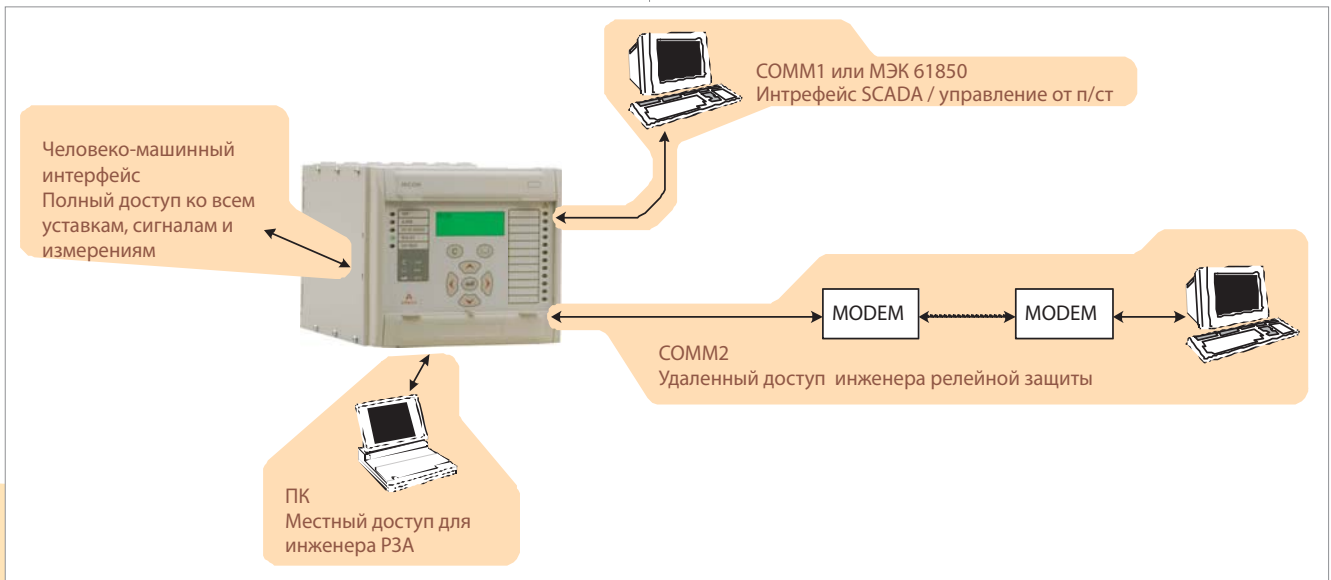 COMM1 или МЭК 61850
Интрефейс SCADA / управление от п/ст
Человеко-машинный
интерфейс
Полный доступ ко всем
уставкам, сигналам и
измерениям
MODEM
MODEM
COMM2
Удаленный доступ инженера релейной защиты
ПК
Местный доступ для
инженера РЗА